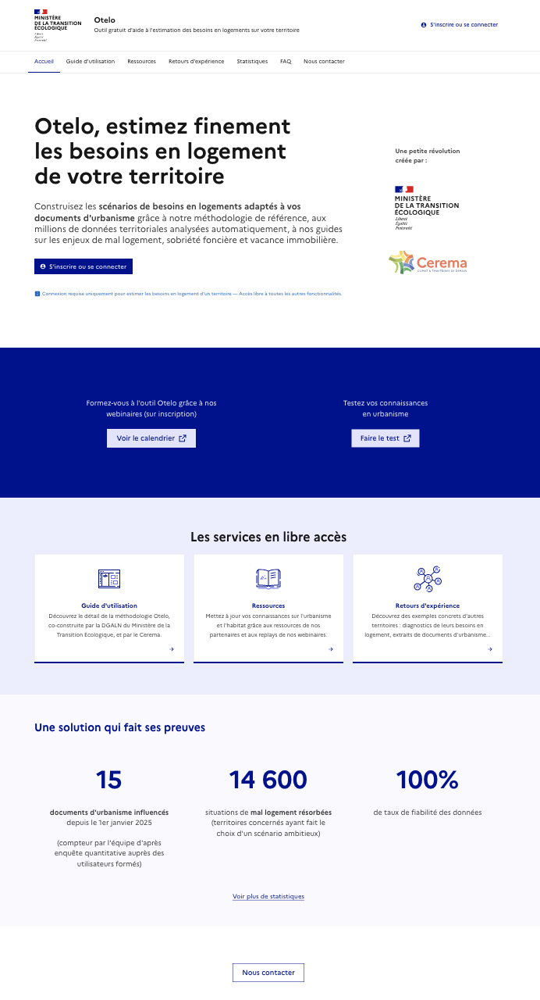 MINISTÈRE
DE LA TRANSITION
ÉCOLOGIQUE
Liberté
Égalité
Fraternité
Otelo
Outil gratuit d'aide à l'estimation des besoins en logements sur votre territoire
S'inscrire ou se connecter
Accueil Guide d'utilisation Ressources Retours d'expérience Statistiques FAQ Nous contacter
Otelo, estimez finement
les besoins en logement
de votre territoire
Construisez les scénarios de besoins en logements adaptés à vos
documents d'urbanisme grâce à notre méthodologie de référence, aux
millions de données territoriales analysées automatiquement, à nos guides
sur les enjeux de mal logement, sobriété foncière et vacance immobilière.
S'inscrire ou se connecter
Connexion requise uniquement pour estimer les besoins en logement d'un territoire — Accès libre à toutes les autres fonctionnalités.
Une petite révolution
créée par :
MINISTÈRE
DE LA TRANSITION
ÉCOLOGIQUE
Liberté
Égalité
Fraternité
Cerema
CLIMAT & TERRITOIRES DE DEMAIN
Formez-vous à l'outil Otelo grâce à nos
webinaires (sur inscription)
Voir le calendrier
Testez vos connaissances
en urbanisme
Faire le test
Les services en libre accès
Guide d'utilisation
Découvrez le détail de la méthodologie Otelo,
co-construite par la DGALN du Ministère de la
Transition Ecologique, et par le Cerema.
Ressources
Mettez à jour vos connaissances sur l'urbanisme
et l'habitat grâce aux ressources de nos
partenaires et aux replays de nos webinaires.
Retours d'expérience
Découvrez des exemples concrets d'autres
territoires : diagnostics de leurs besoins en
logement, extraits de documents d'urbanisme...
Une solution qui fait ses preuves
15
documents d'urbanisme influencés
depuis le 1er janvier 2025
(compteur par l'équipe d'après
enquête quantitative auprès des
utilisateurs formés)
14 600
situations de mal logement résorbées
(territoires concernés ayant fait le
choix d'un scénario ambitieux)
100%
de taux de fiabilité des données
Voir plus de statistiques
Nous contacter